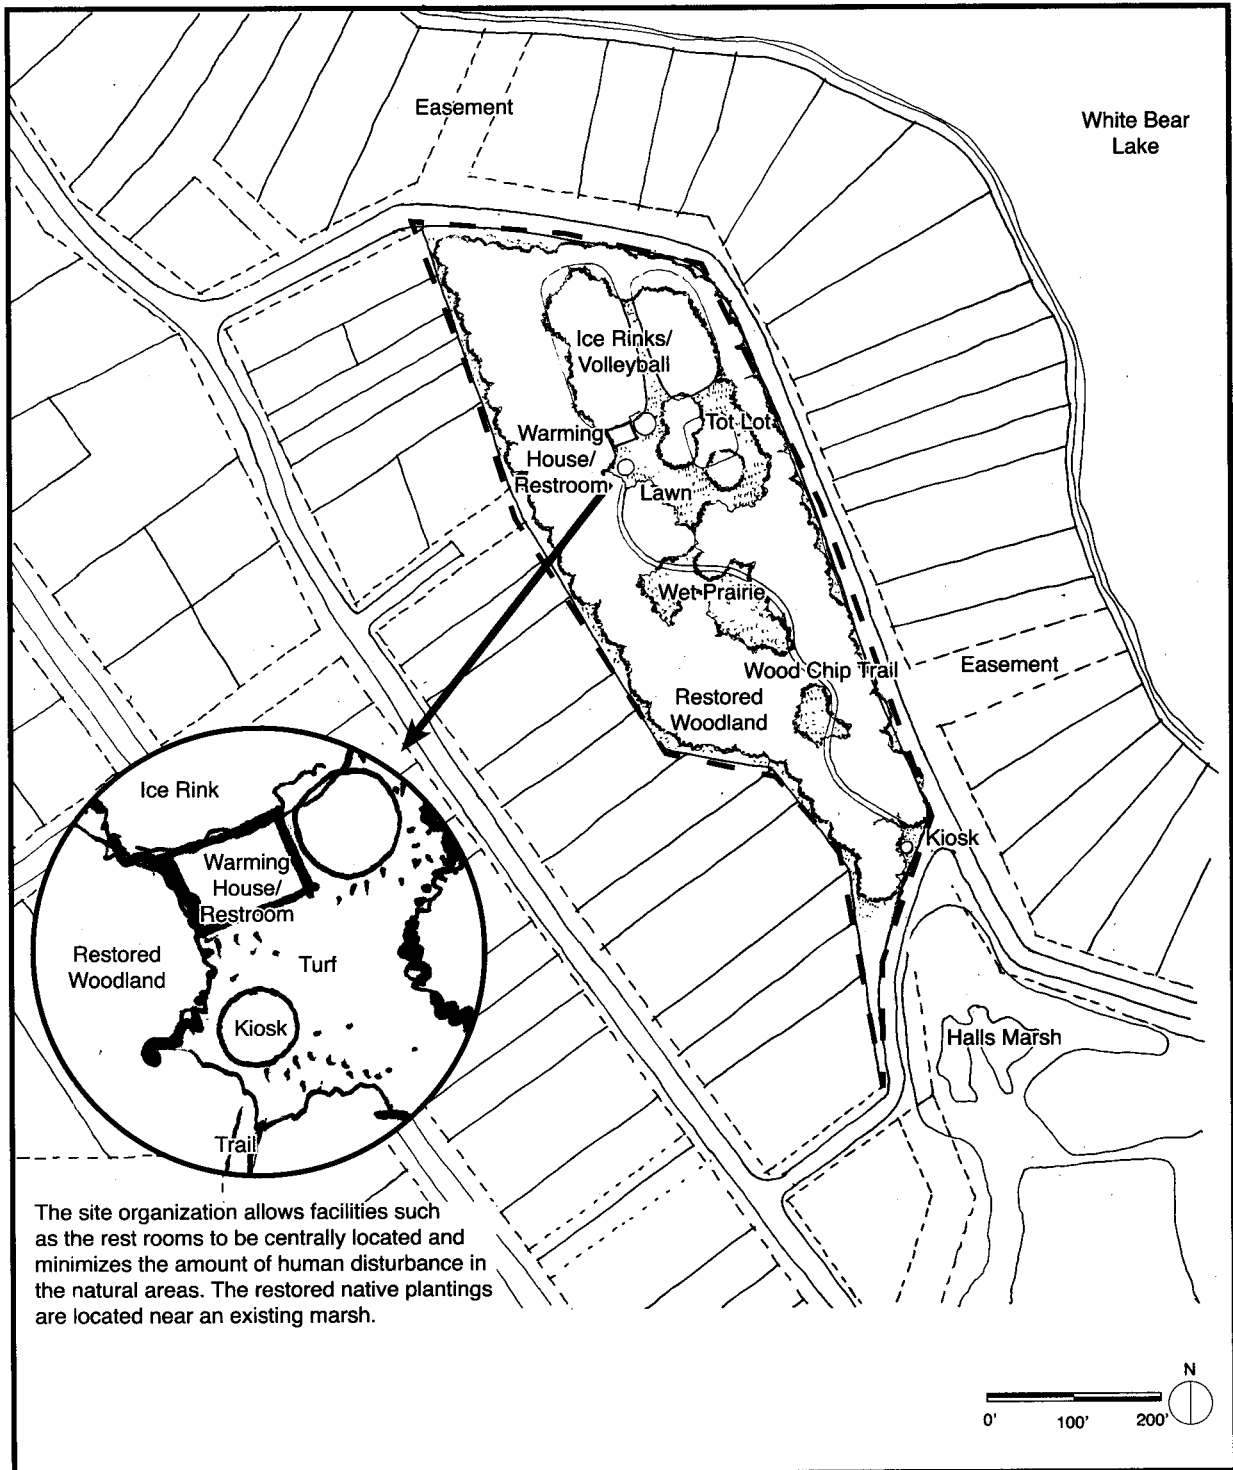 Easement
White Bear
Lake
Ice Rinks/
Volleyball
Tot Lot
Warming
House/
Restroom
Lawn
Wet Prairie
Wood Chip Trail
Easement
Restored
Woodland
Kiosk
Halls Marsh
Ice Rink
Warming
House/
Restroom
Restored
Woodland
Turf
Kiosk
Trail
The site organization allows facilities such
as the rest rooms to be centrally located and
minimizes the amount of human disturbance in
the natural areas. The restored native plantings
are located near an existing marsh.
N
0' 100' 200'